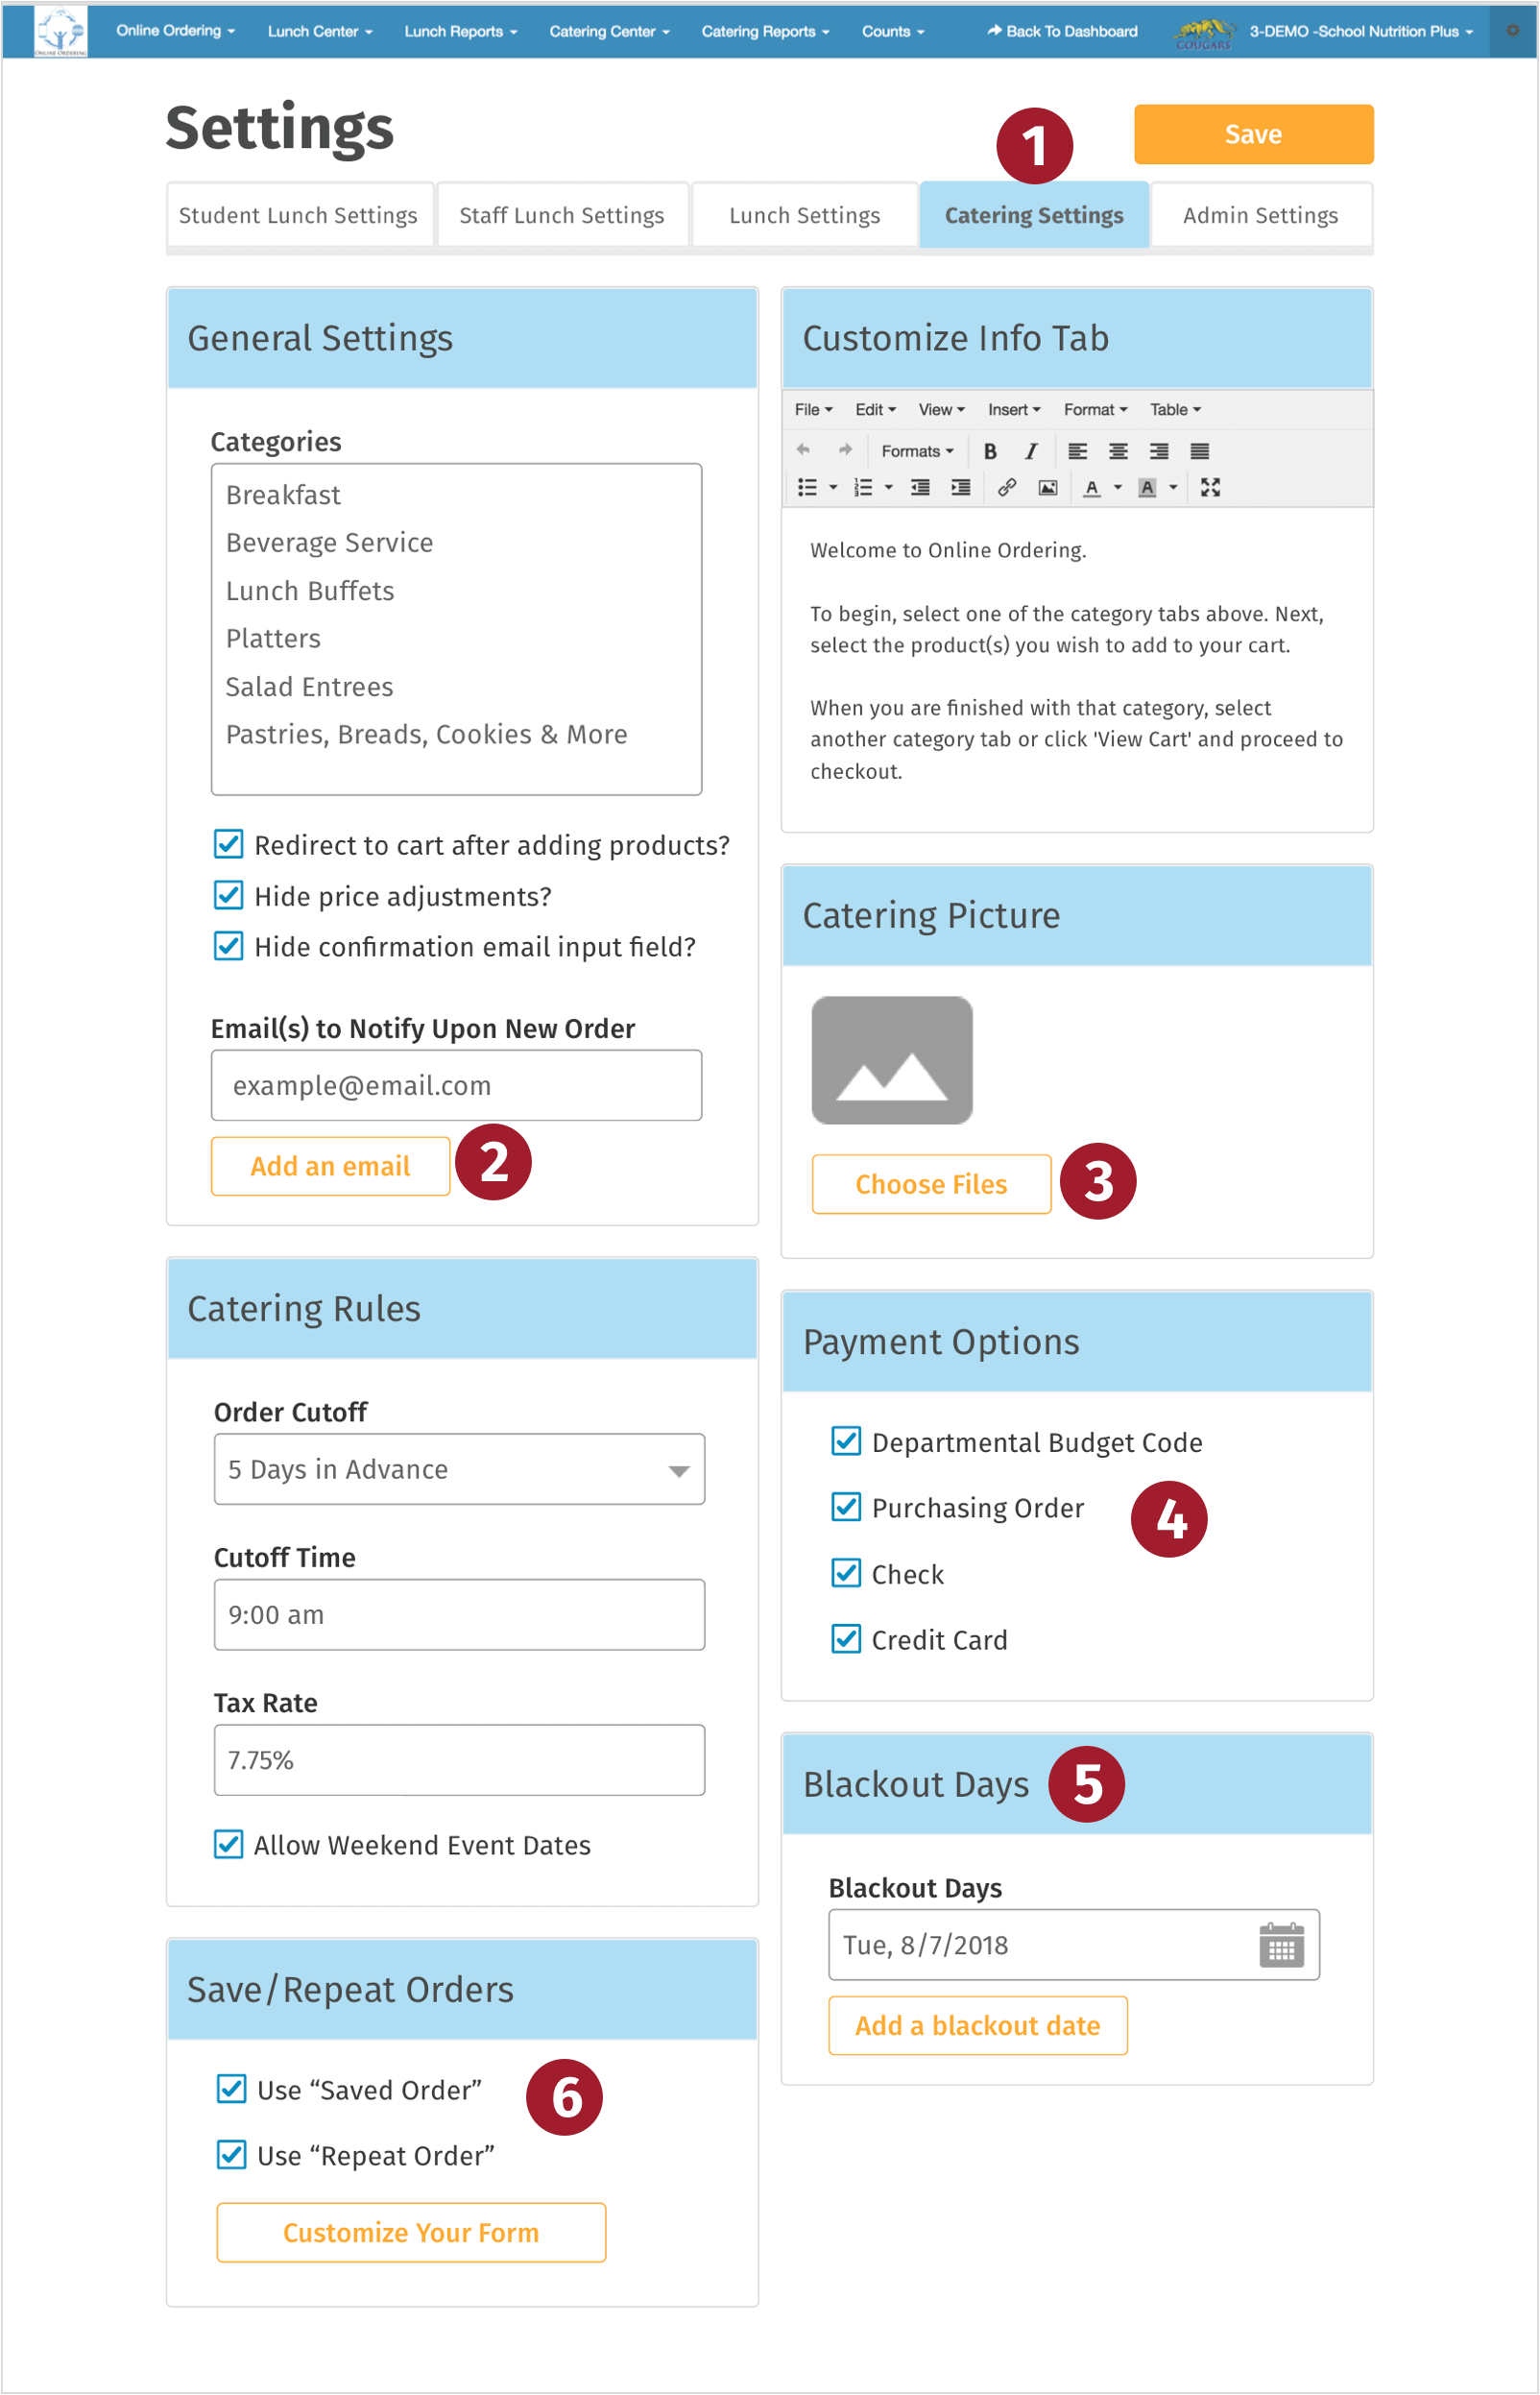 ONLINE ORDERING
Online Ordering
Lunch Center
Lunch Reports
Catering Center
Catering Reports
Counts
Back To Dashboard
COUGARS
3-DEMO -School Nutrition Plus
Settings
1
Save
Student Lunch Settings
Staff Lunch Settings
Lunch Settings
Catering Settings
Admin Settings
General Settings
Categories
Breakfast
Beverage Service
Lunch Buffets
Platters
Salad Entrees
Pastries, Breads, Cookies & More
Redirect to cart after adding products?
Hide price adjustments?
Hide confirmation email input field?
Email(s) to Notify Upon New Order
example@email.com
Add an email
2
Customize Info Tab
File
Edit
View
Insert
Format
Table
Formats
B
I
A
A
Welcome to Online Ordering.
To begin, select one of the category tabs above. Next,
select the product(s) you wish to add to your cart.
When you are finished with that category, select
another category tab or click 'View Cart' and proceed to
checkout.
Catering Picture
Choose Files
3
Catering Rules
Order Cutoff
5 Days in Advance
Cutoff Time
9:00 am
Tax Rate
7.75%
Allow Weekend Event Dates
Payment Options
Departmental Budget Code
Purchasing Order
4
Check
Credit Card
Blackout Days
5
Blackout Days
Tue, 8/7/2018
Add a blackout date
Save/Repeat Orders
Use “Saved Order”
6
Use “Repeat Order”
Customize Your Form